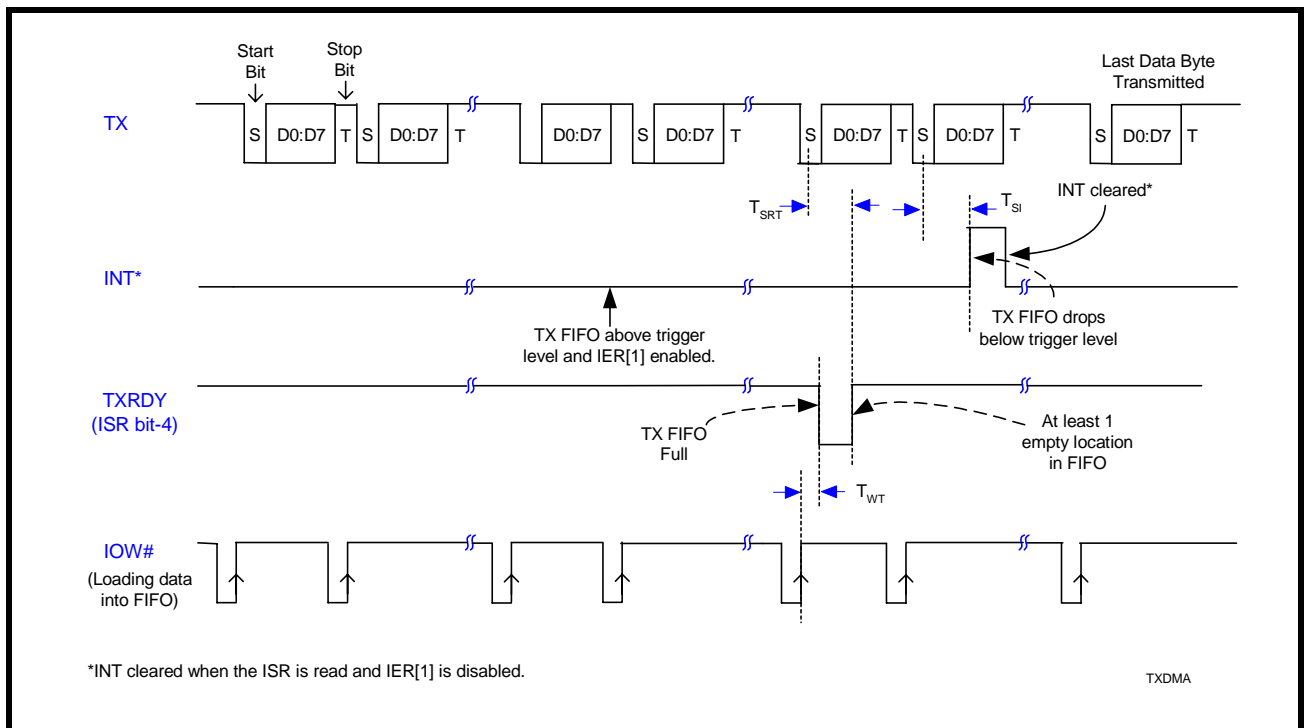 Start
Bit
Stop
Bit
Last Data Byte
Transmitted
TX
S D0:D7 T S D0:D7 T D0:D7 S D0:D7 T S D0:D7 T S D0:D7 T S D0:D7 T
INT cleared*
TSRT
TSI
INT*
TX FIFO above trigger
level and IER[1] enabled.
TX FIFO drops
below trigger level
TXRDY
(ISR bit-4)
TX FIFO
Full
At least 1
empty location
in FIFO
TWT
IOW#
(Loading data
into FIFO)
*INT cleared when the ISR is read and IER[1] is disabled.
TXDMA